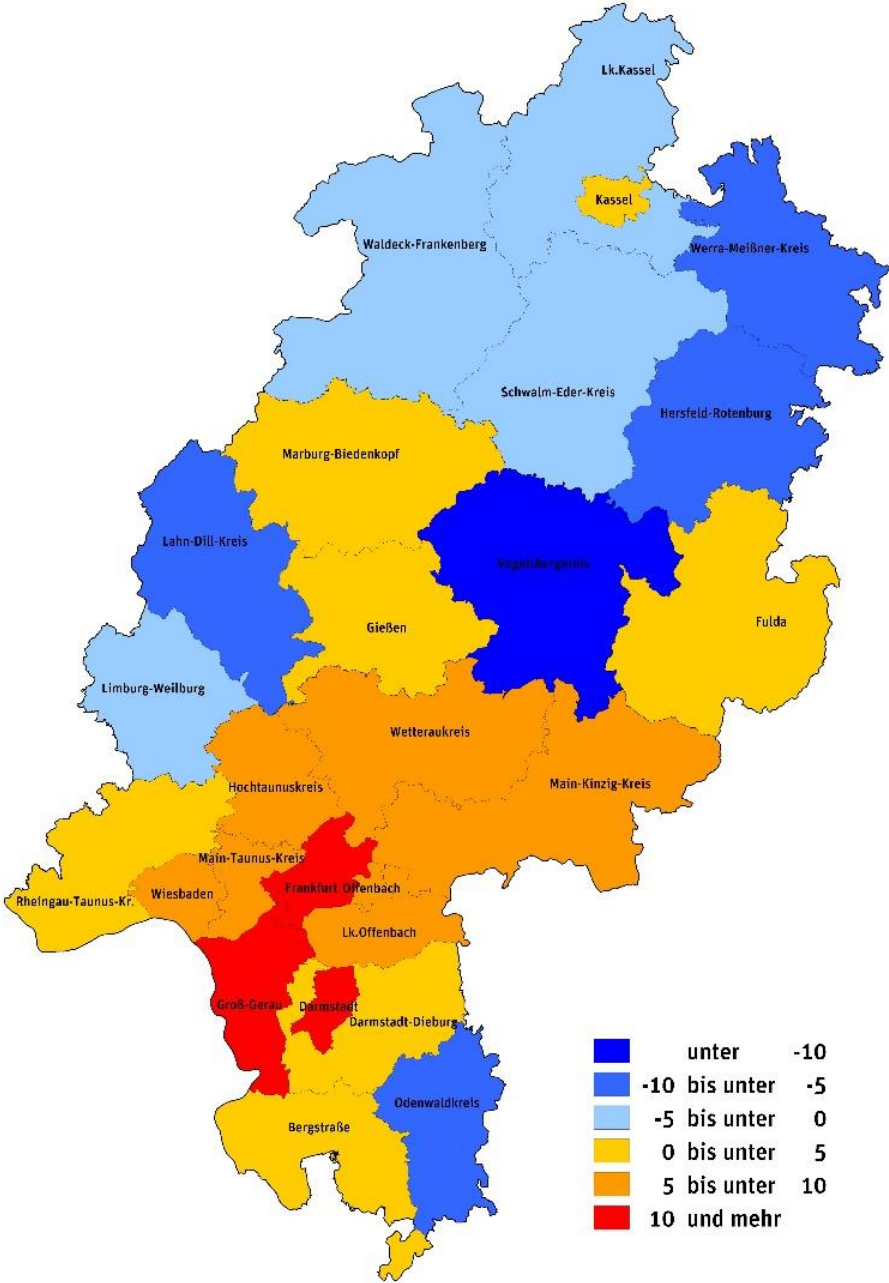 Lk.Kassel
Kassel
Waldeck-Frankenberg
Werra-Meißner-Kreis
Schwalm-Eder-Kreis
Hersfeld-Rotenburg
Marburg-Biedenkopf
Lahn-Dill-Kreis
Vogelsbergkreis
Gießen
Fulda
Limburg-Weilburg
Wetteraukreis
Hochtaunuskreis
Main-Kinzig-Kreis
Main-Taunus-Kreis
Frankfurt Offenbach
Wiesbaden
Rheingau-Taunus-Kr.
Lk.Offenbach
Groß-Gerau
Darmstadt
Darmstadt-Dieburg
Odenwaldkreis
Bergstraße
unter -10
-10 bis unter -5
-5 bis unter 0
0 bis unter 5
5 bis unter 10
10 und mehr